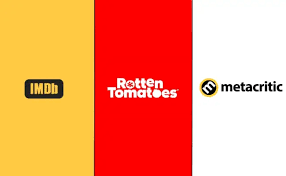 IMDb
Rotten
Tomatoes
metacritic